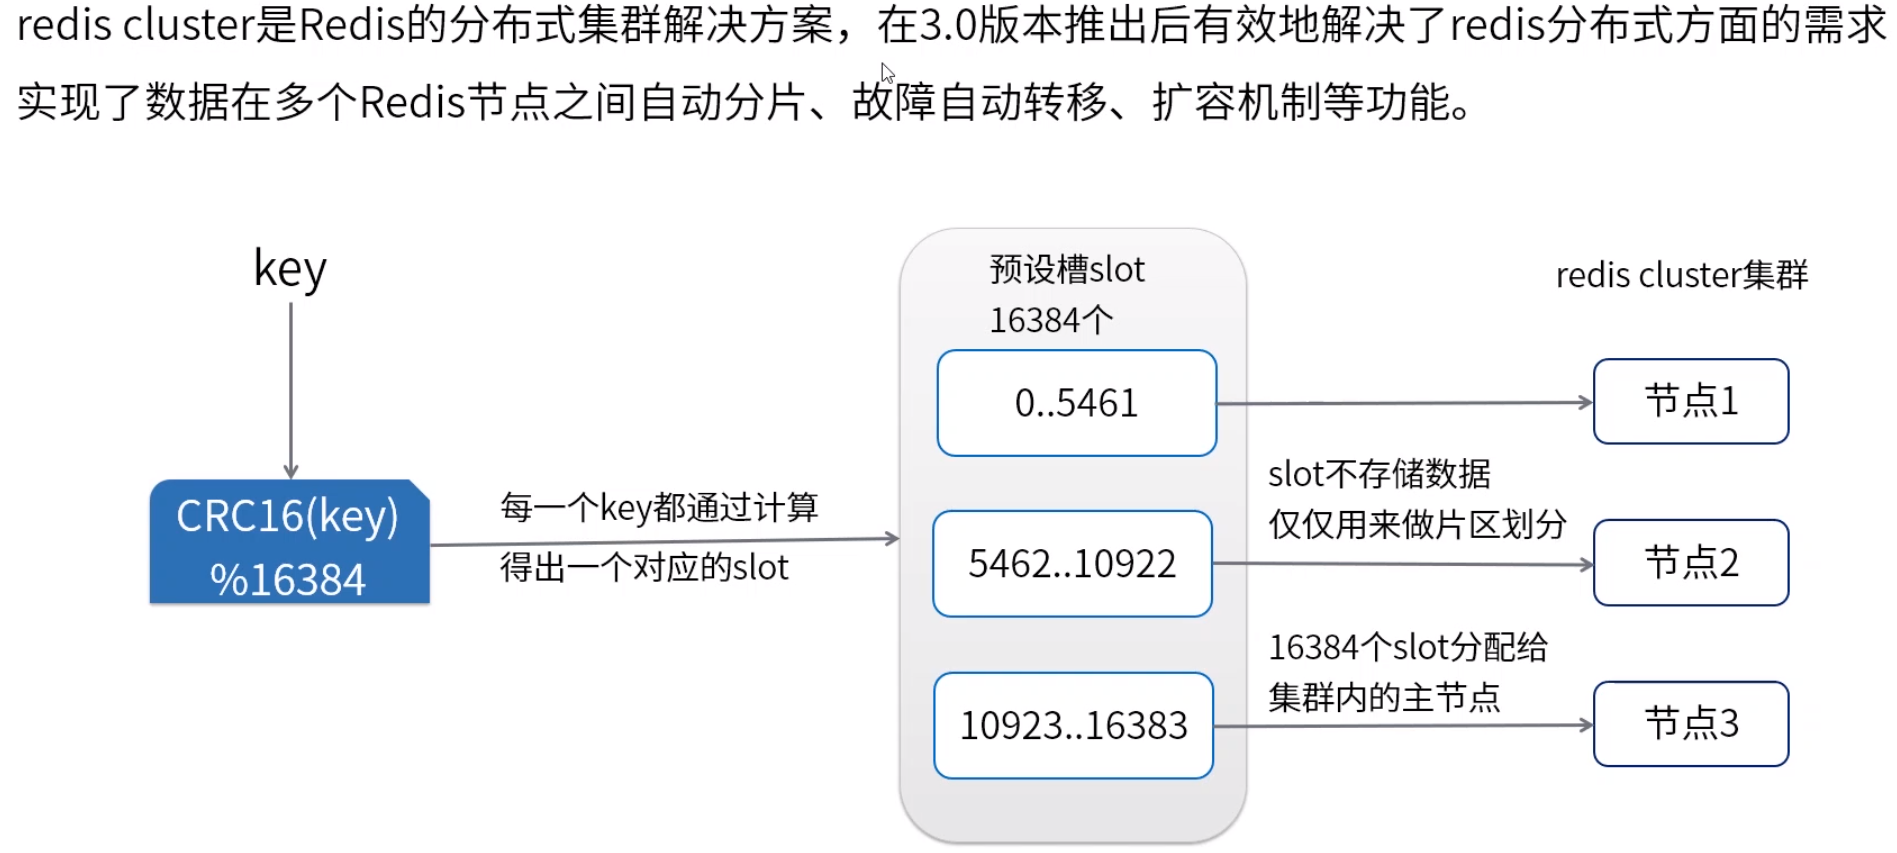 redis cluster是Redis的分布式集群解决方案，在3.0版本推出后有效地解决了redis分布式方面的需求
实现了数据在多个Redis节点之间自动分片、故障自动转移、扩容机制等功能。
key
CRC16(key)
%16384
每一个key都通过计算
得出一个对应的slot
预设槽slot
16384个
0..5461
5462..10922
10923..16383
slot不存储数据
仅仅用来做片区划分
16384个slot分配给
集群内的主节点
redis cluster集群
节点1
节点2
节点3